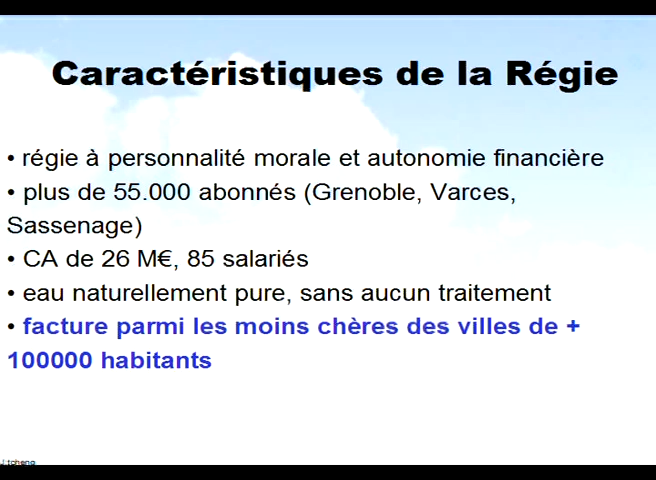 Caractéristiques de la Régie
• régie à personnalité morale et autonomie financière
• plus de 55.000 abonnés (Grenoble, Varces,
Sassenage)
• CA de 26 M€, 85 salariés
• eau naturellement pure, sans aucun traitement
• facture parmi les moins chères des villes de +
100000 habitants
J.tcheng